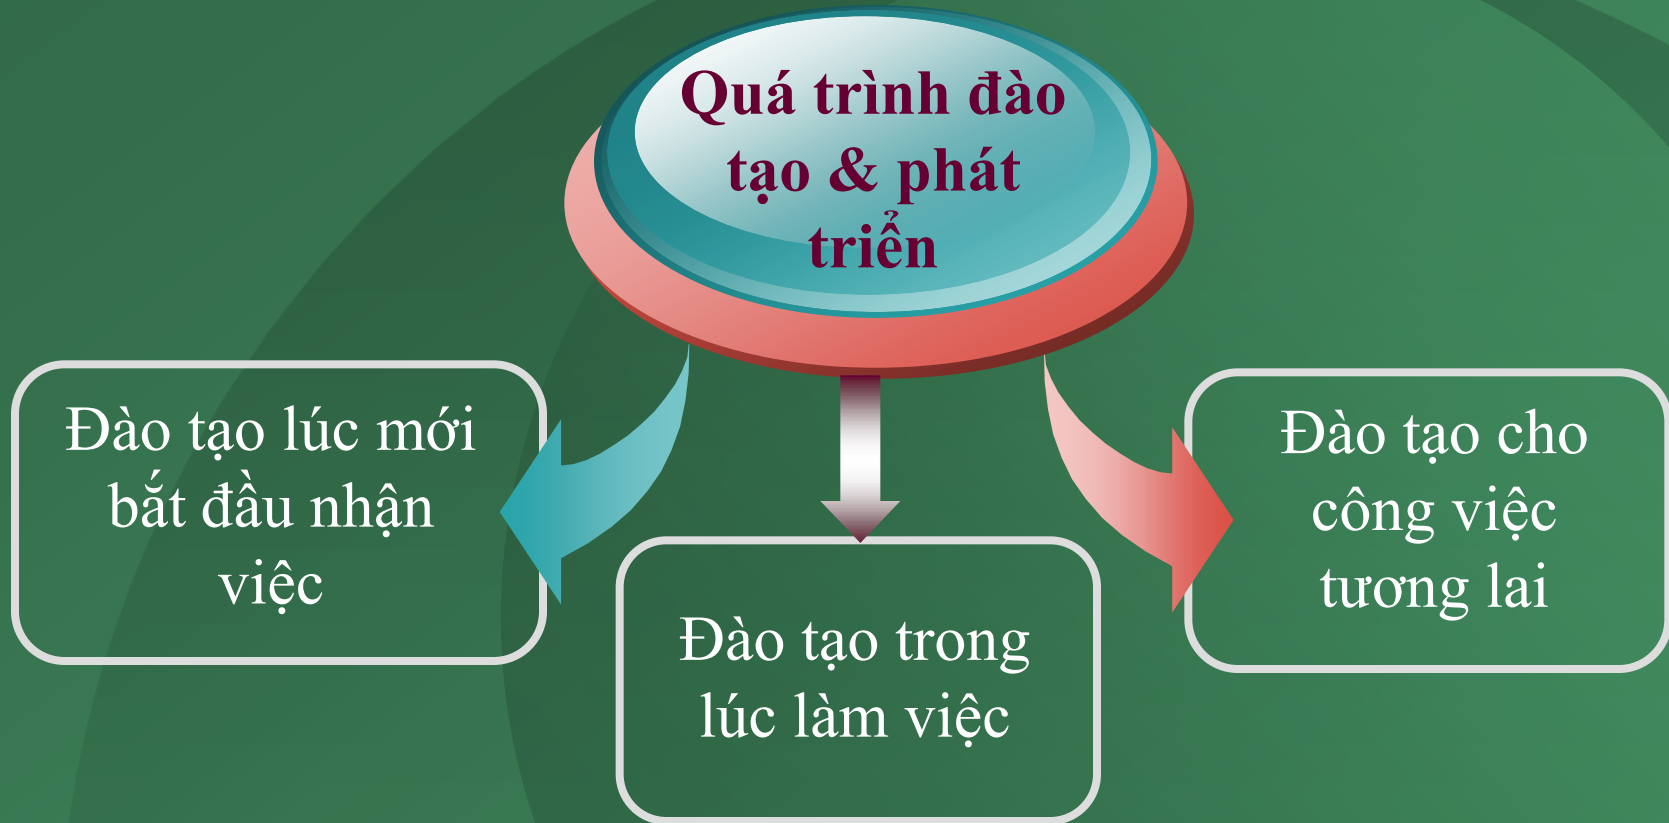 Quá trình đào
tạo & phát
triển
Đào tạo lúc mới
bắt đầu nhận
việc
Đào tạo trong
lúc làm việc
Đào tạo cho
công việc
tương lai